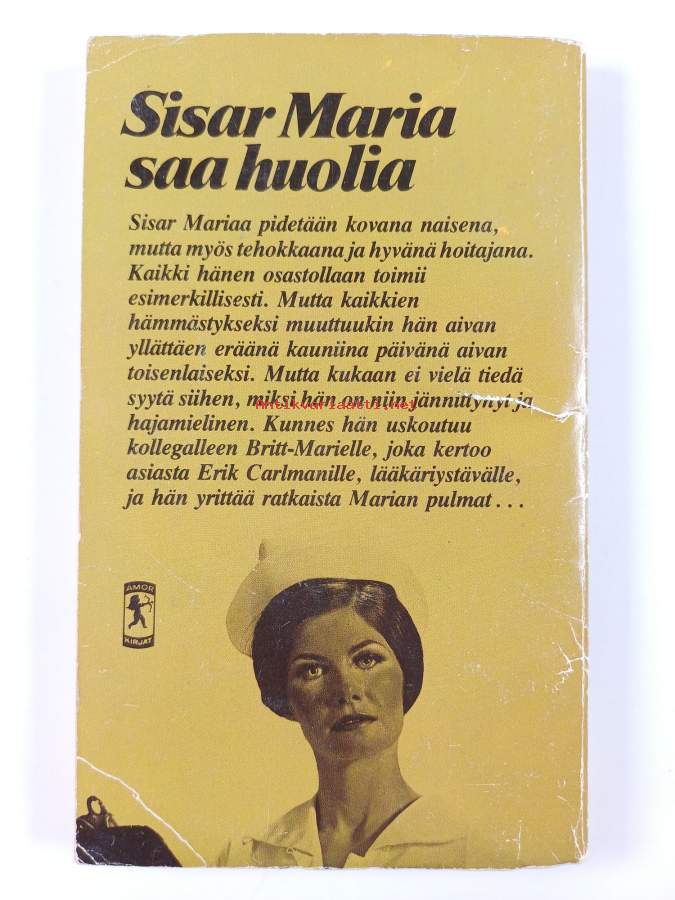 Sisar Maria
saa huolia
Sisar Mariaa pidetään kovana naisena,
mutta myös tehokkaana ja hyvänä hoitajana.
Kaikki hänen osastollaan toimii
esimerkillisesti. Mutta kaikkien
hämmästykseksi muuttuukin hän aivan
yllättäen eräänä kauniina päivänä aivan
toisenlaiseksi. Mutta kukaan ei vielä tiedä
syytä siihen, miksi hän on niin jännittynyt ja
Antikvariaatti.net
hajamielinen. Kunnes hän uskoutuu
kollegalleen Britt-Marielle, joka kertoo
asiasta Erik Carlmanille, lääkäriystävälle,
ja hän yrittää ratkaista Marian pulmat...
AMOR
KIRJAT